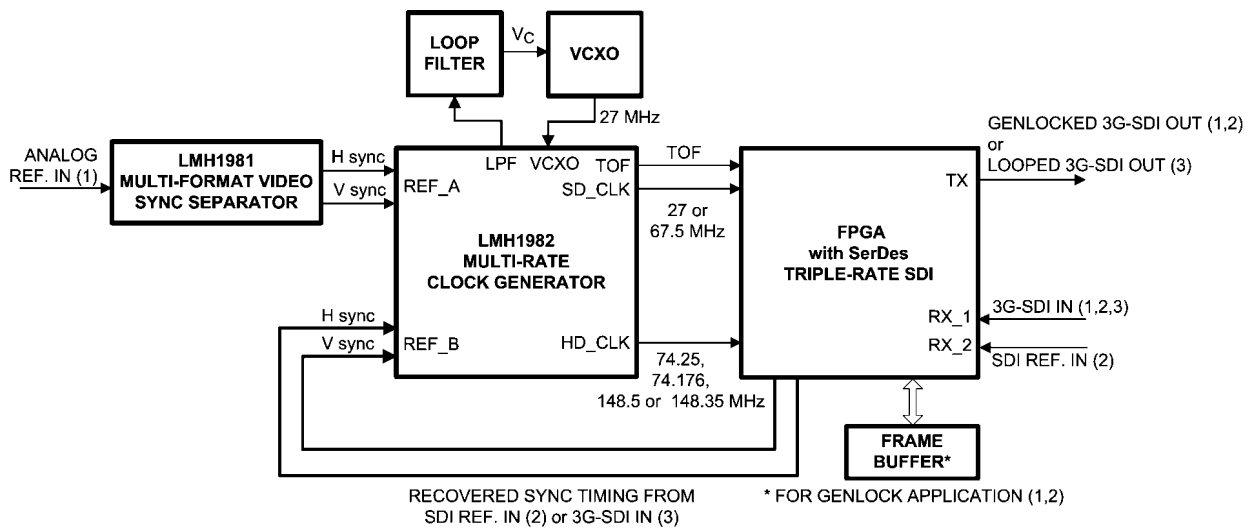 LOOP
FILTER
VC
VCXO
27 MHz
GENLOCKED 3G-SDI OUT (1,2)
or
LOOPED 3G-SDI OUT (3)
ANALOG
REF. IN (1)
LMH1981
MULTI-FORMAT VIDEO
SYNC SEPARATOR
H sync
V sync
LPF VCXO
TOF
REF_A
SD_CLK
LMH1982
MULTI-RATE
CLOCK GENERATOR
REF_B
HD_CLK
TOF
27 or
67.5 MHz
TX
FPGA
with SerDes
TRIPLE-RATE SDI
RX_1
RX_2
3G-SDI IN (1,2,3)
SDI REF. IN (2)
H sync
V sync
74.25,
74.176,
148.5 or 148.35 MHz
FRAME
BUFFER*
RECOVERED SYNC TIMING FROM
SDI REF. IN (2) or 3G-SDI IN (3)
* FOR GENLOCK APPLICATION (1,2)